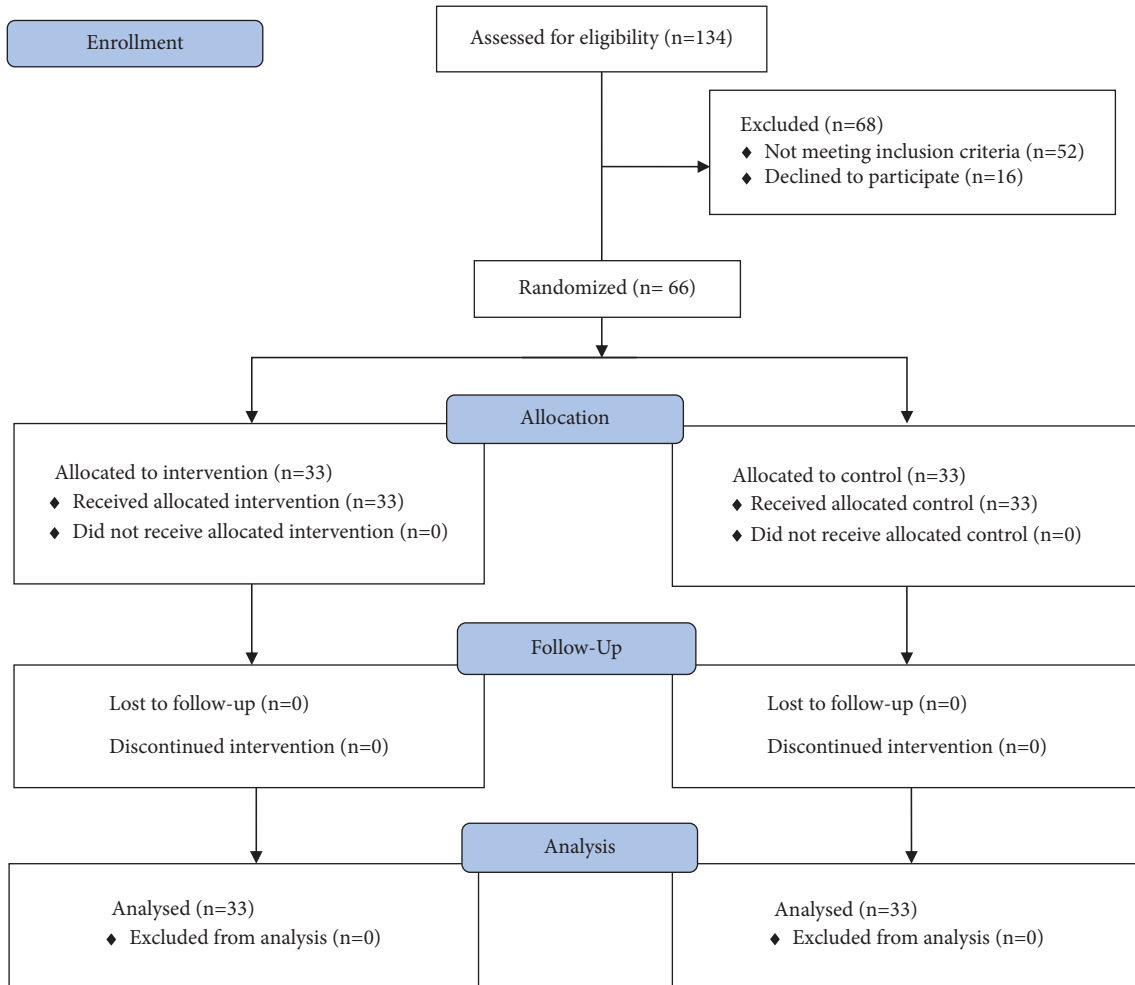 Enrollment
Assessed for eligibility (n=134)
Excluded (n=68)
♦ Not meeting inclusion criteria (n=52)
♦ Declined to participate (n=16)
Randomized (n= 66)
Allocation
Allocated to intervention (n=33)
♦ Received allocated intervention (n=33)
♦ Did not receive allocated intervention (n=0)
Allocated to control (n=33)
♦ Received allocated control (n=33)
♦ Did not receive allocated control (n=0)
Follow-Up
Lost to follow-up (n=0)
Discontinued intervention (n=0)
Lost to follow-up (n=0)
Discontinued intervention (n=0)
Analysis
Analysed (n=33)
♦ Excluded from analysis (n=0)
Analysed (n=33)
♦ Excluded from analysis (n=0)